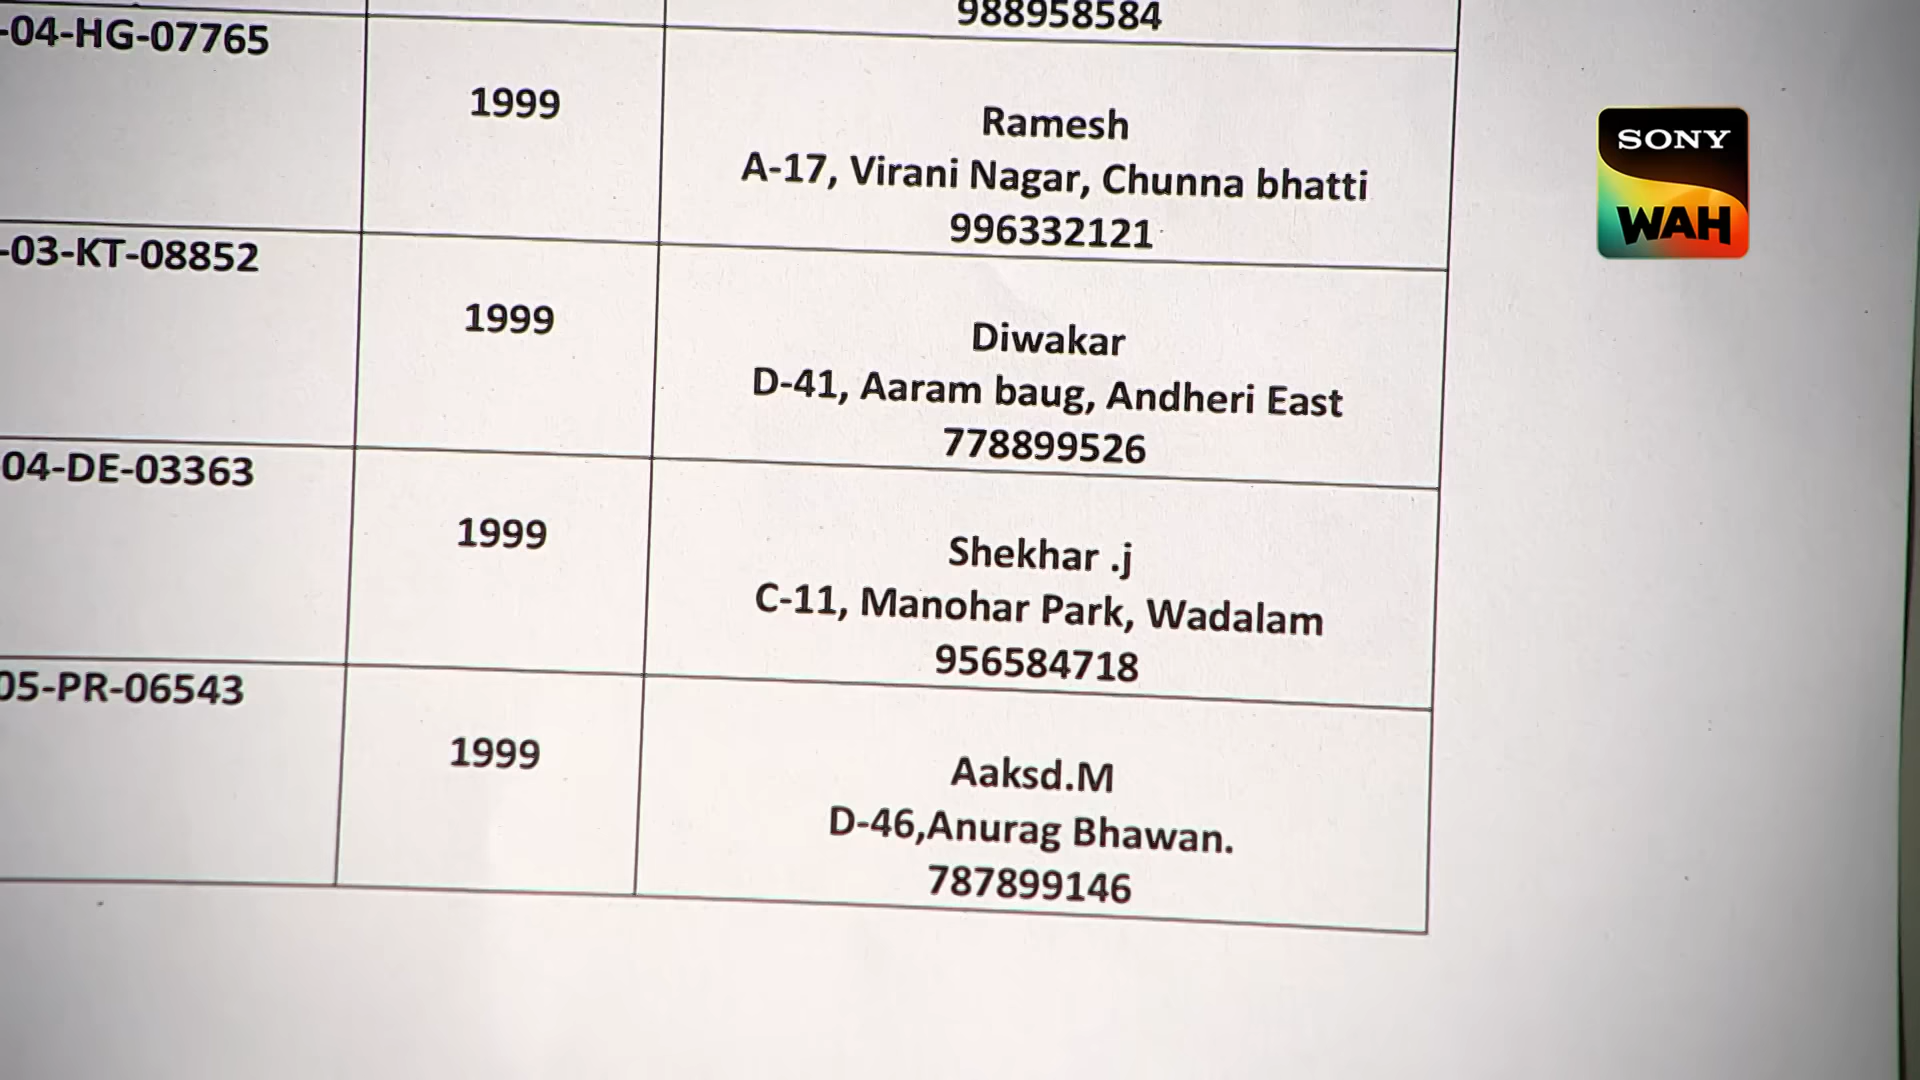 988958584
-04-HG-07765
1999
Ramesh
A-17, Virani Nagar, Chunna bhatti
996332121
-03-KT-08852
1999
Diwakar
D-41, Aaram baug, Andheri East
778899526
04-DE-03363
1999
Shekhar .j
C-11, Manohar Park, Wadalam
956584718
05-PR-06543
1999
Aaksd.M
D-46,Anurag Bhawan.
787899146
SONY
WAH